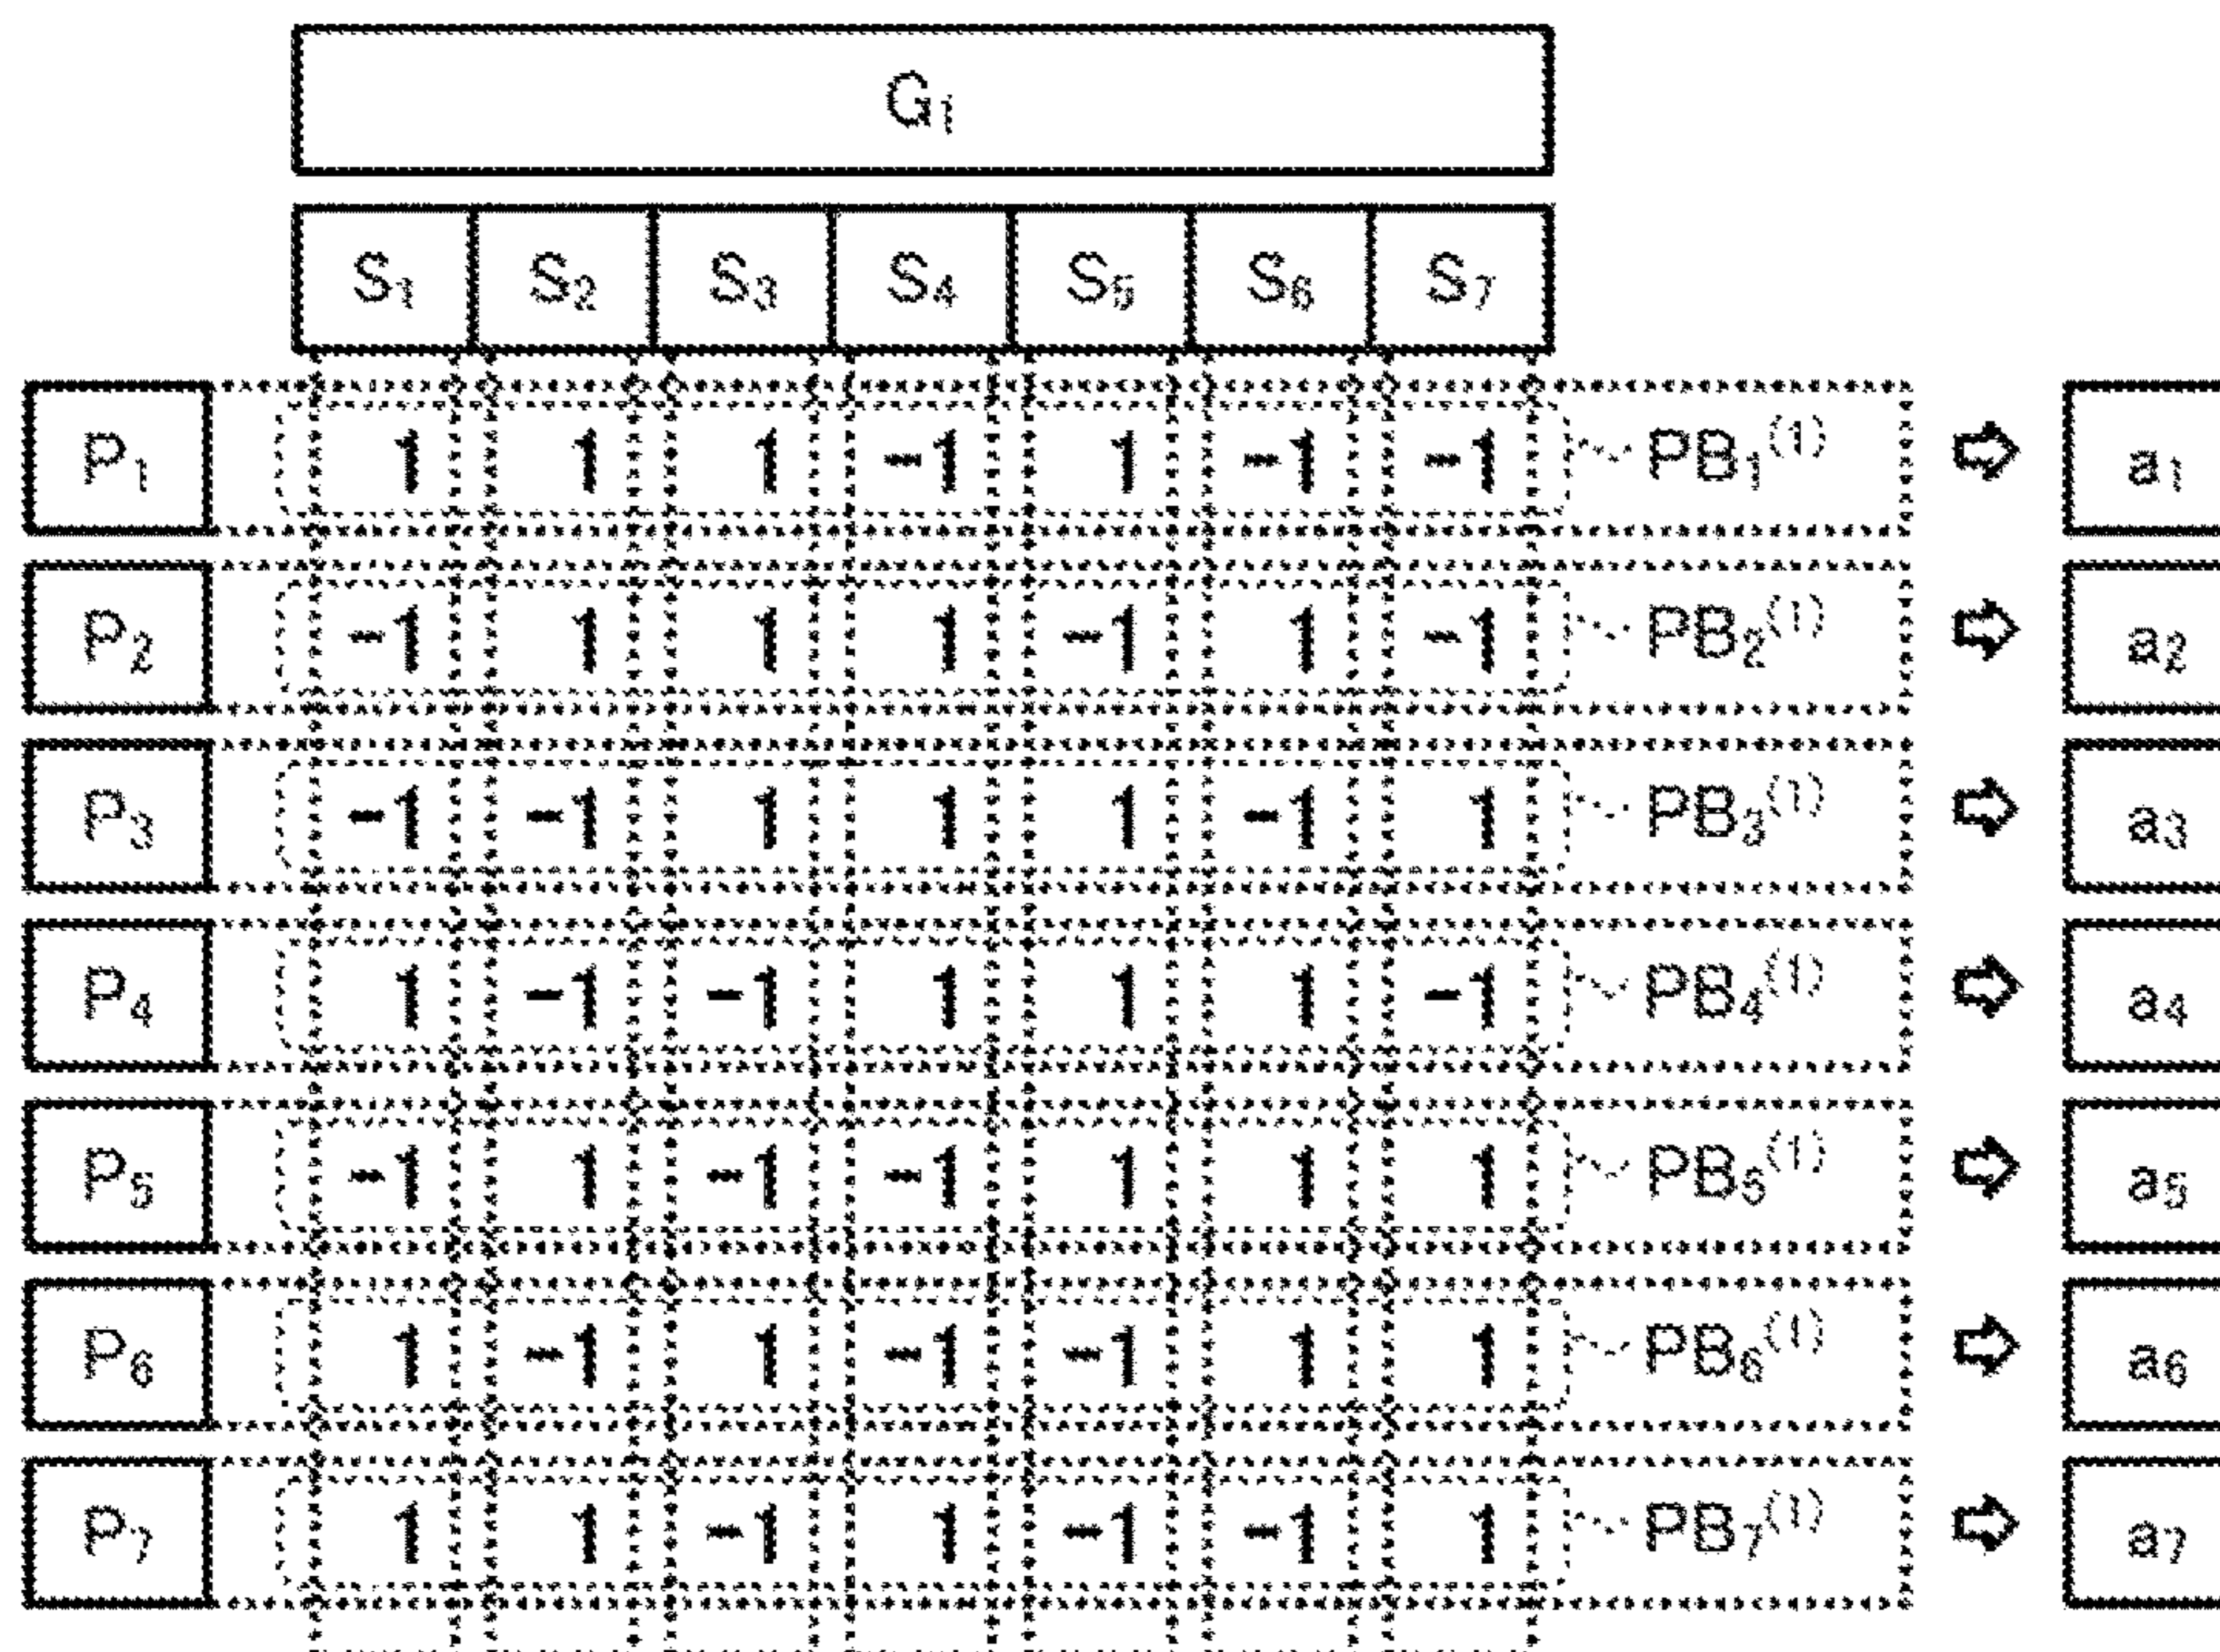 G₁
S₁ S₂ S₃ S₄ S₅ S₆ S₇
P₁ 1 1 1 -1 1 -1 -1 PB₁⁽¹⁾ ⇨ a₁
P₂ -1 1 1 1 -1 1 -1 PB₂⁽¹⁾ ⇨ a₂
P₃ -1 -1 1 1 1 -1 1 PB₃⁽¹⁾ ⇨ a₃
P₄ 1 -1 -1 1 1 1 -1 PB₄⁽¹⁾ ⇨ a₄
P₅ -1 1 -1 -1 1 1 1 PB₅⁽¹⁾ ⇨ a₅
P₆ 1 -1 1 -1 -1 1 1 PB₆⁽¹⁾ ⇨ a₆
P₇ 1 1 -1 1 -1 -1 1 PB₇⁽¹⁾ ⇨ a₇